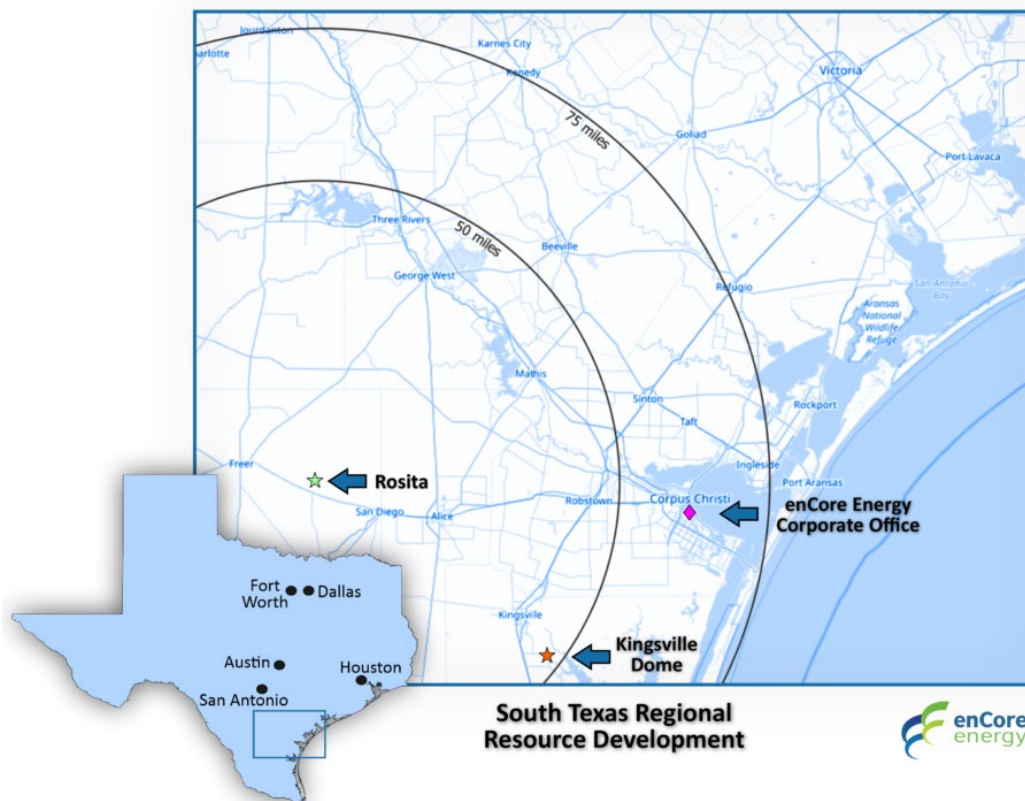 Jourdanton
Karnes City
harlotte
Kenedy
Victoria
75 miles
Goliad
Port Lavaca
Three Rivers
50 miles
Beeville
George West
San Antonio
Bay
Refugio
Aransas
National
Wildlife
Refuge
Mathis
Sinton
Rockport
Taft
Freer
Ingleside
Rosita
Port Aransas
Robstown
Corpus Christi
San Diego
Alice
enCore Energy
Corporate Office
Kingsville
Kingsville
Dome
Fort
Worth
Dallas
Austin
Houston
San Antonio
South Texas Regional
Resource Development
enCore
energy